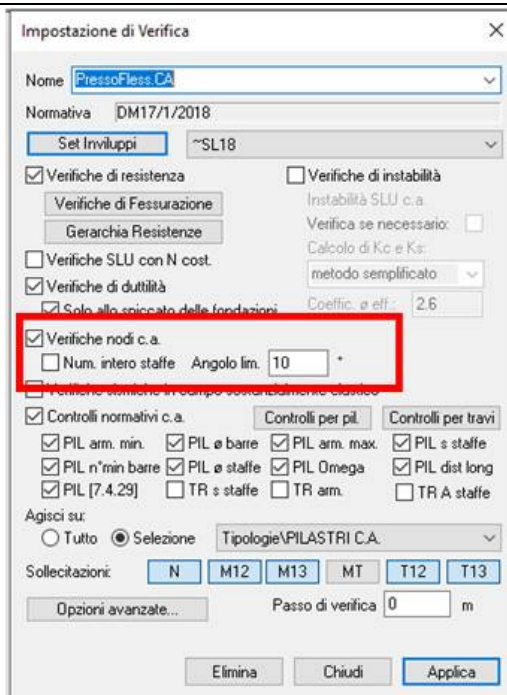 Impostazione di Verifica
Nome PressoFless.CA
Normativa DM17/1/2018
Set Inviluppi ~SL18
Verifiche di resistenza Verifiche di instabilità
Verifiche di Fessurazione Instabilità SLU c.a.
Gerarchia Resistenze Verifica se necessario:
Verifiche SLU con N cost. Calcolo di Kc e Ks:
Verifiche di duttilità metodo semplificato
Solo allo spiccato delle fondazioni Coeffic. ø eff.: 2.6
Verifiche nodi c.a.
Num. intero staffe Angolo lim. 10 °
Verifiche sismiche in campo sostanzialmente elastico
Controlli normativi c.a. Controlli per pil. Controlli per travi
PIL arm. min. PIL ø barre PIL arm. max. PIL s staffe
PIL n°min barre PIL ø staffe PIL Omega PIL dist long
PIL [7.4.29] TR s staffe TR arm. TR A staffe
Agisci su:
Tutto Selezione Tipologie\PILASTRI C.A.
Sollecitazioni: N M12 M13 MT T12 T13
Opzioni avanzate... Passo di verifica 0 m
Elimina Chiudi Applica